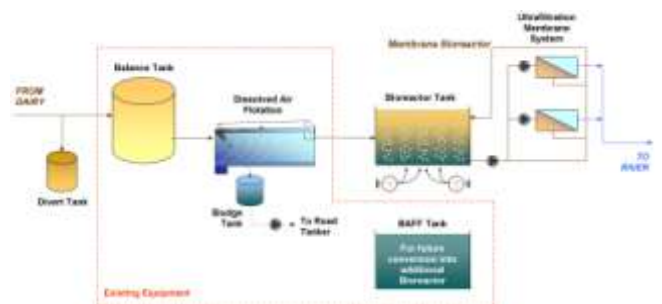 Ultrafiltration
Membrane
System
Membrane Bioreactor
Balance Tank
FROM
DAIRY
Dissolved Air
Flotation
Bioreactor Tank
Divert Tank
Sludge
Tank
To Road
Tanker
TO
RIVER
BAFF Tank
For future
conversion into
additional
Bioreactor
Existing Equipment